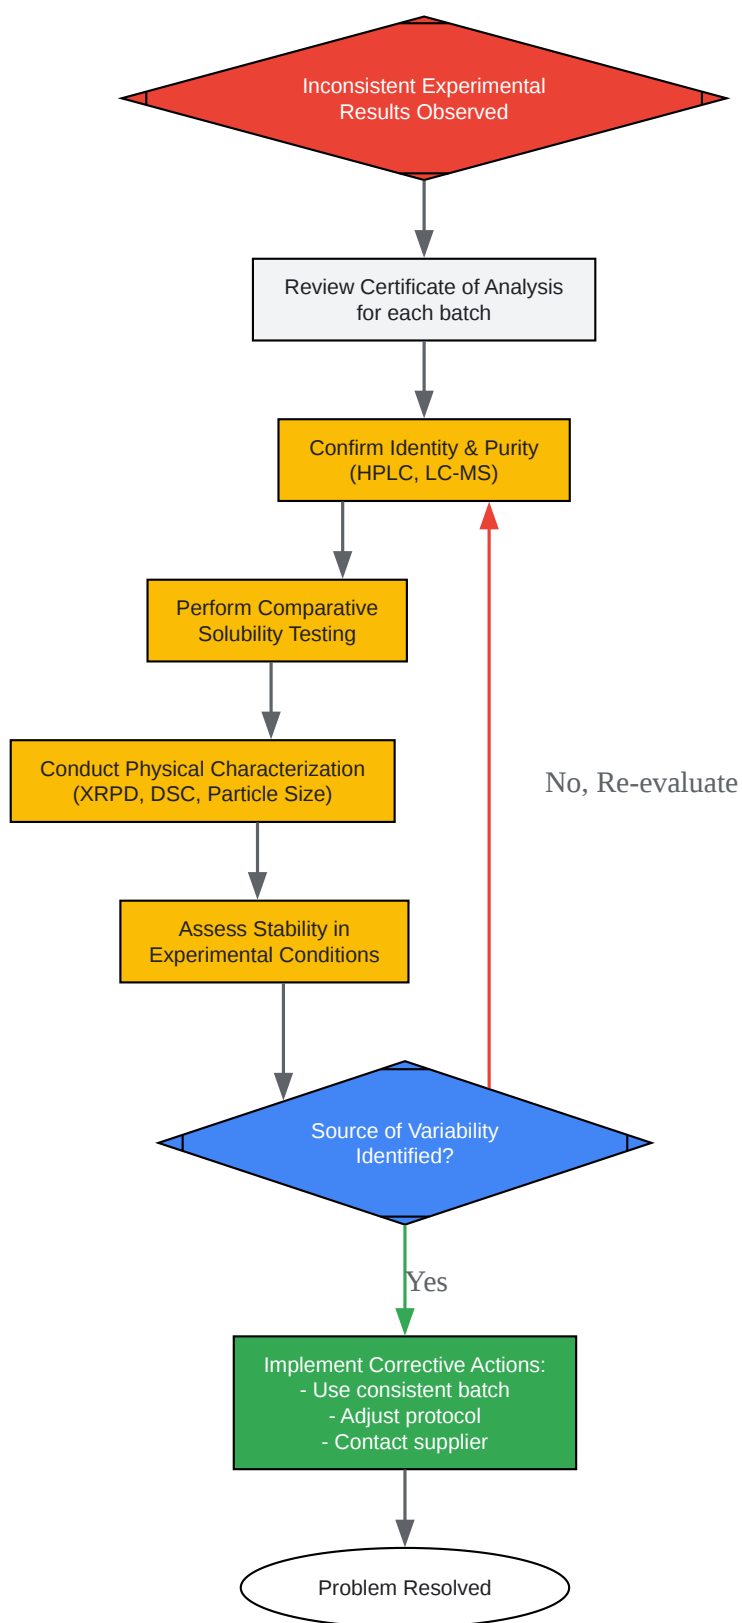 Inconsistent Experimental
Results Observed
Review Certificate of Analysis
for each batch
Confirm Identity & Purity
(HPLC, LC-MS)
Perform Comparative
Solubility Testing
Conduct Physical Characterization
(XRPD, DSC, Particle Size)
No, Re-evaluate
Assess Stability in
Experimental Conditions
Source of Variability
Identified?
Yes
Implement Corrective Actions:
- Use consistent batch
- Adjust protocol
- Contact supplier
Problem Resolved